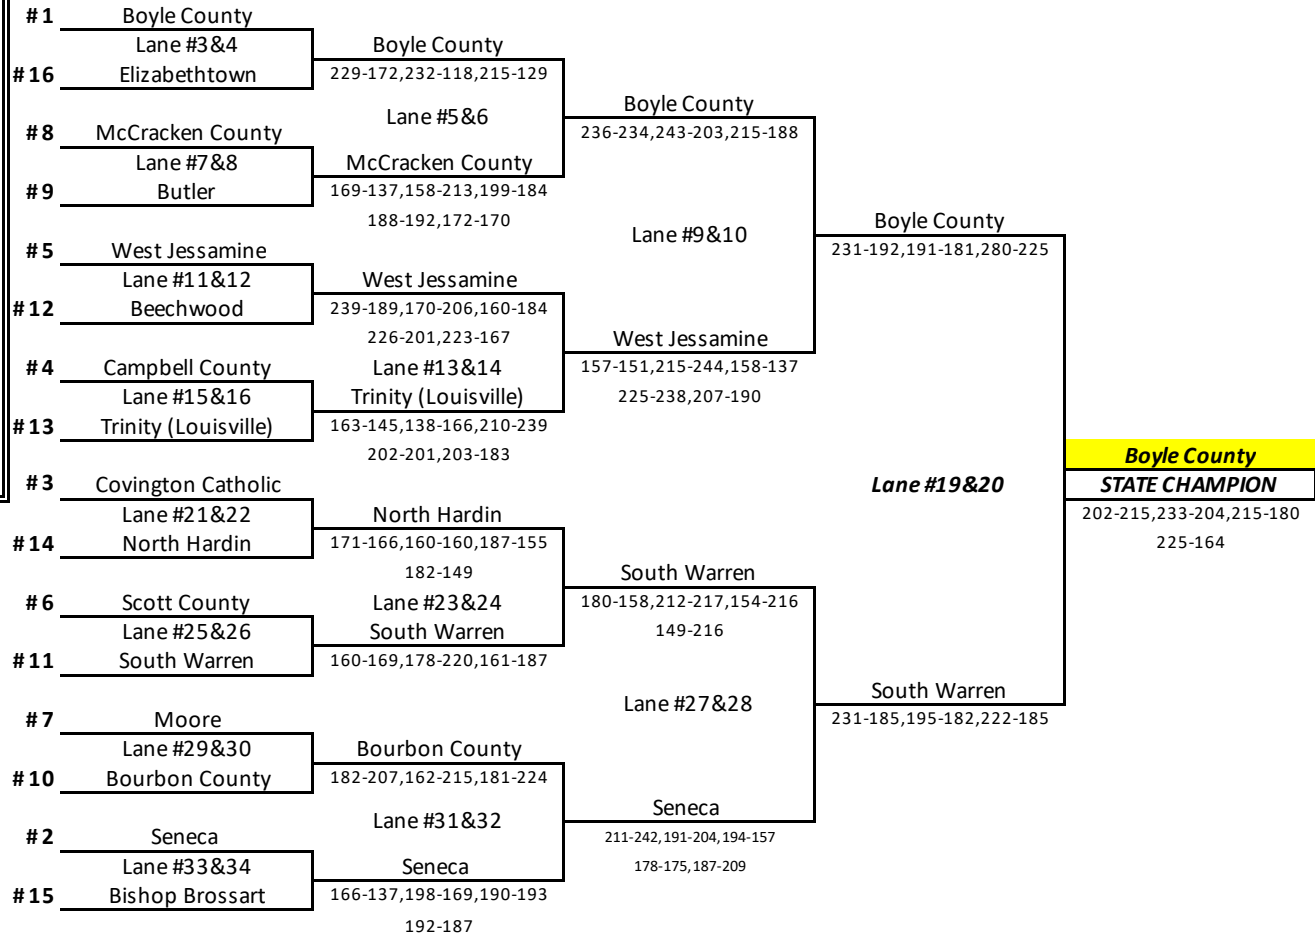 #1 Boyle County
Lane #3&4
#16 Elizabethtown
#8 McCracken County
Lane #7&8
#9 Butler
#5 West Jessamine
Lane #11&12
#12 Beechwood
#4 Campbell County
Lane #15&16
#13 Trinity (Louisville)
#3 Covington Catholic
Lane #21&22
#14 North Hardin
#6 Scott County
Lane #25&26
#11 South Warren
#7 Moore
Lane #29&30
#10 Bourbon County
#2 Seneca
Lane #33&34
#15 Bishop Brossart
Boyle County
229-172,232-118,215-129
Lane #5&6
McCracken County
169-137,158-213,199-184
188-192,172-170
West Jessamine
239-189,170-206,160-184
226-201,223-167
Lane #13&14
Trinity (Louisville)
163-145,138-166,210-239
202-201,203-183
North Hardin
171-166,160-160,187-155
182-149
Lane #23&24
South Warren
160-169,178-220,161-187
Bourbon County
182-207,162-215,181-224
Lane #31&32
Seneca
166-137,198-169,190-193
192-187
Boyle County
236-234,243-203,215-188
Lane #9&10
West Jessamine
157-151,215-244,158-137
225-238,207-190
South Warren
180-158,212-217,154-216
149-216
Lane #27&28
Seneca
211-242,191-204,194-157
178-175,187-209
Boyle County
231-192,191-181,280-225
Lane #19&20
South Warren
231-185,195-182,222-185
Boyle County
STATE CHAMPION
202-215,233-204,215-180
225-164